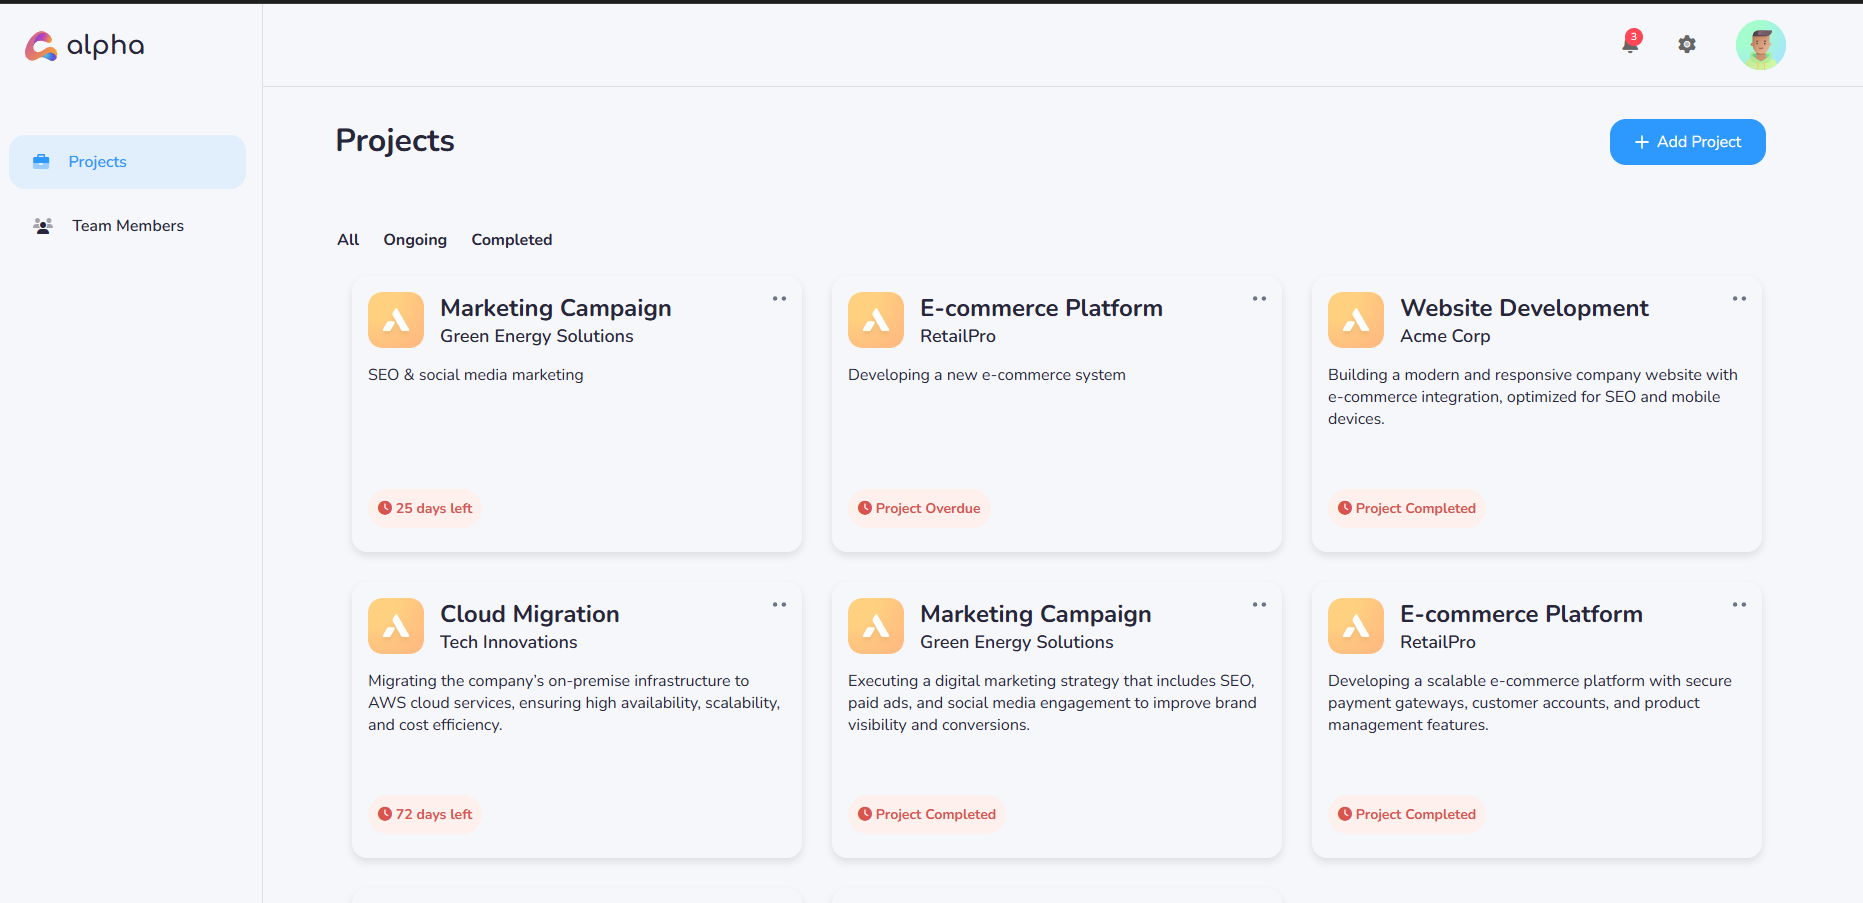 alpha
3
Projects
Team Members
Projects
+ Add Project
All Ongoing Completed
Marketing Campaign
Green Energy Solutions
SEO & social media marketing
25 days left
E-commerce Platform
RetailPro
Developing a new e-commerce system
Project Overdue
Website Development
Acme Corp
Building a modern and responsive company website with
e-commerce integration, optimized for SEO and mobile
devices.
Project Completed
Cloud Migration
Tech Innovations
Migrating the company’s on-premise infrastructure to
AWS cloud services, ensuring high availability, scalability,
and cost efficiency.
72 days left
Marketing Campaign
Green Energy Solutions
Executing a digital marketing strategy that includes SEO,
paid ads, and social media engagement to improve brand
visibility and conversions.
Project Completed
E-commerce Platform
RetailPro
Developing a scalable e-commerce platform with secure
payment gateways, customer accounts, and product
management features.
Project Completed